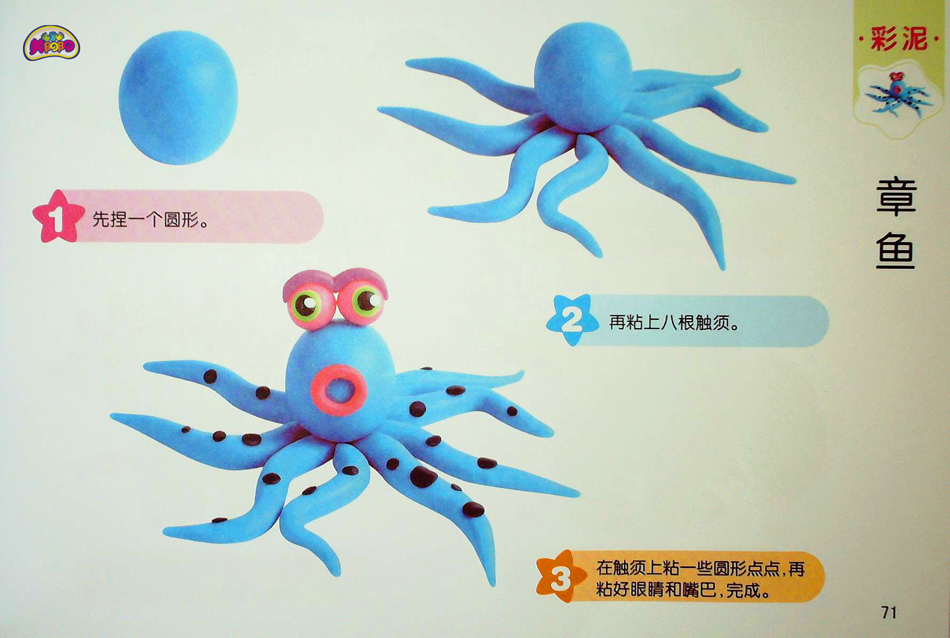 MPOPO
·彩泥·
章鱼
1
先捏一个圆形。
2
再粘上八根触须。
3
在触须上粘一些圆形点点,再
粘好眼睛和嘴巴,完成。
71